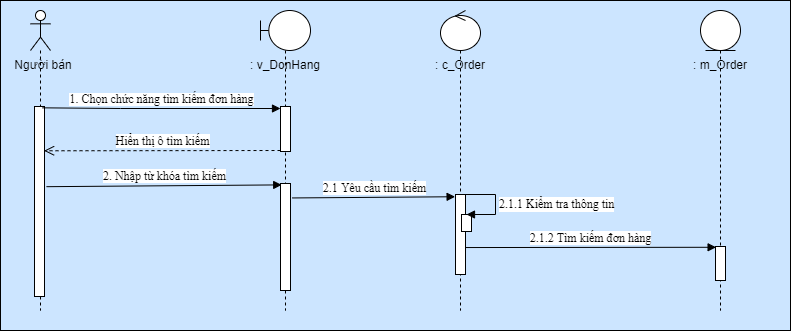 Người bán
: v_DonHang
: c_Order
: m_Order
1. Chọn chức năng tìm kiếm đơn hàng
Hiển thị ô tìm kiếm
2. Nhập từ khóa tìm kiếm
2.1 Yêu cầu tìm kiếm
2.1.1 Kiểm tra thông tin
2.1.2 Tìm kiếm đơn hàng